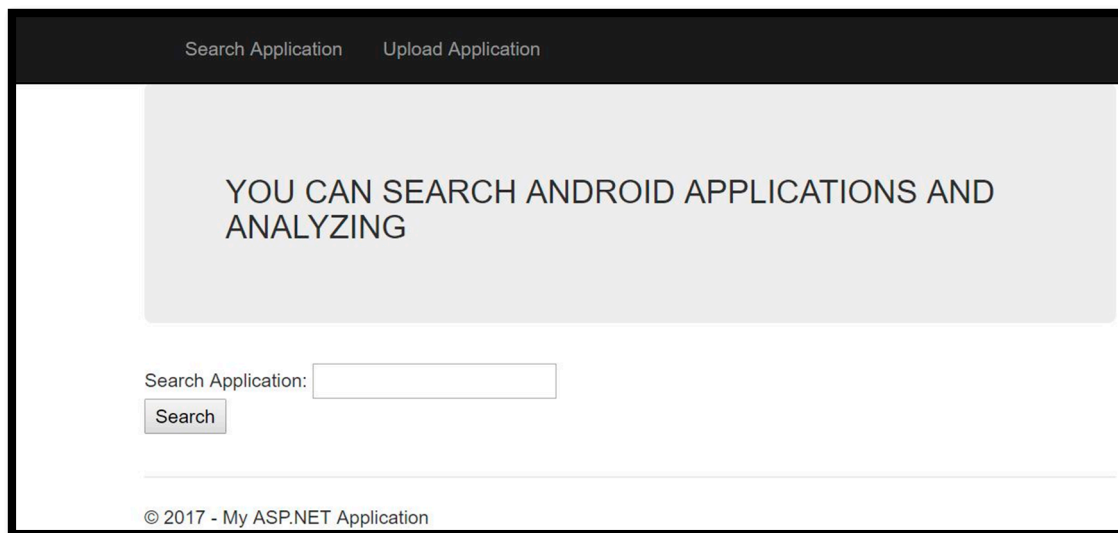 Search Application Upload Application
YOU CAN SEARCH ANDROID APPLICATIONS AND
ANALYZING
Search Application:
Search
© 2017 - My ASP.NET Application